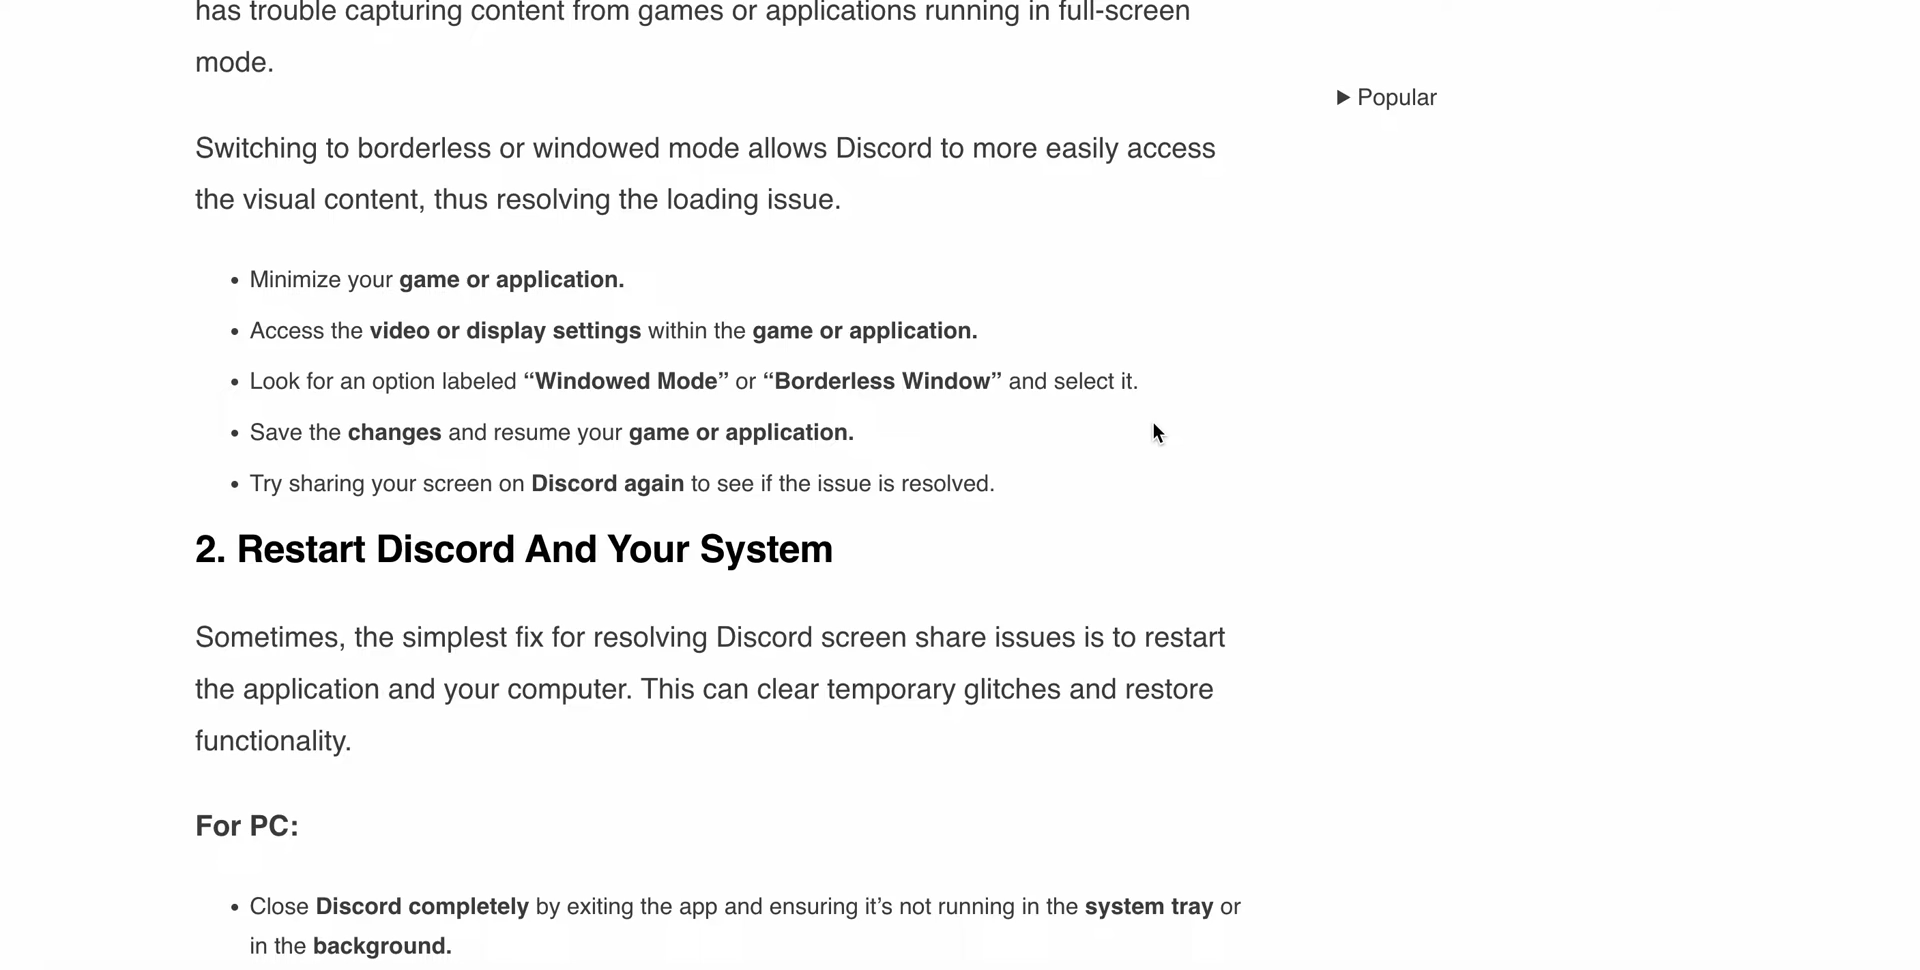 has trouble capturing content from games or applications running in full-screen
mode.
▶ Popular
Switching to borderless or windowed mode allows Discord to more easily access
the visual content, thus resolving the loading issue.
• Minimize your game or application.
• Access the video or display settings within the game or application.
• Look for an option labeled “Windowed Mode” or “Borderless Window” and select it.
• Save the changes and resume your game or application.
• Try sharing your screen on Discord again to see if the issue is resolved.
2. Restart Discord And Your System
Sometimes, the simplest fix for resolving Discord screen share issues is to restart
the application and your computer. This can clear temporary glitches and restore
functionality.
For PC:
• Close Discord completely by exiting the app and ensuring it’s not running in the system tray or
in the background.